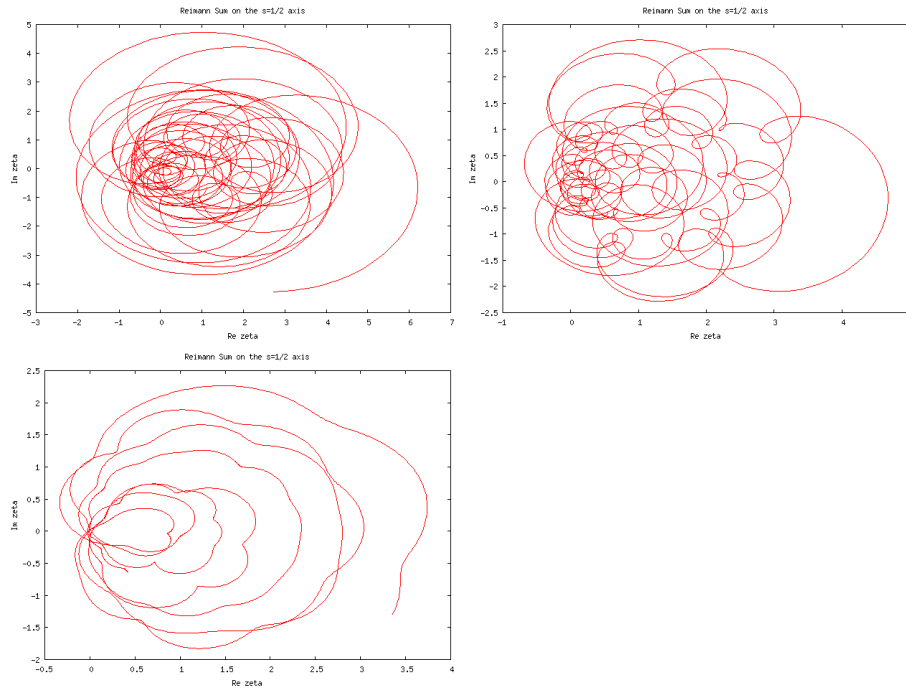 Reimann Sum on the s=1/2 axis
5
4
3
2
1
0
-1
-2
-3
-4
-5
Im zeta
-3 -2 -1 0 1 2 3 4 5 6 7
Re zeta
Reimann Sum on the s=1/2 axis
3
2.5
2
1.5
1
0.5
0
-0.5
-1
-1.5
-2
-2.5
Im zeta
-1 0 1 2 3 4
Re zeta
Reimann Sum on the s=1/2 axis
2.5
2
1.5
1
0.5
0
-0.5
-1
-1.5
-2
Im zeta
-0.5 0 0.5 1 1.5 2 2.5 3 3.5 4
Re zeta